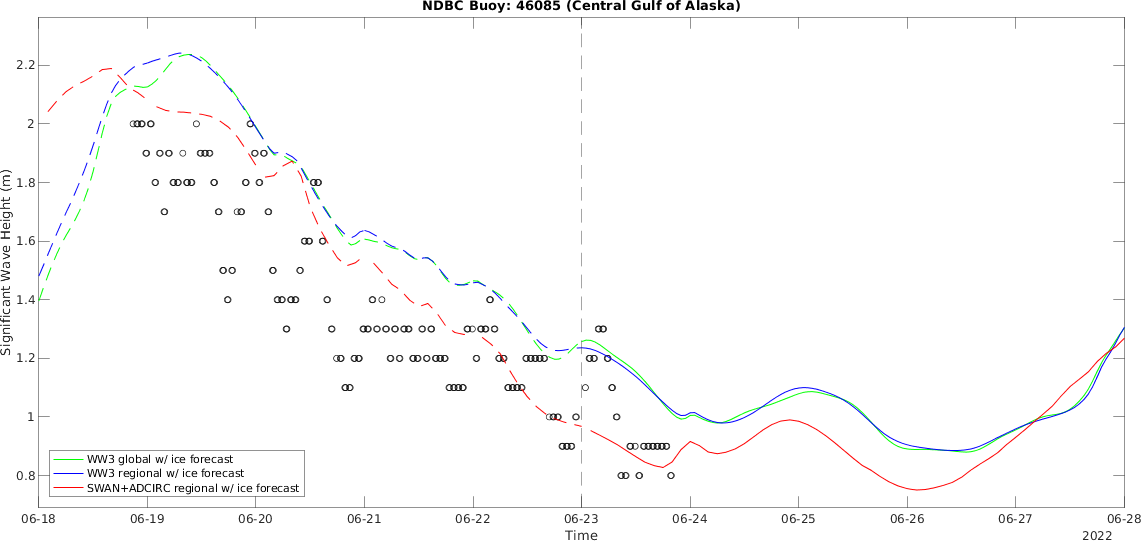 NDBC Buoy: 46085 (Central Gulf of Alaska)
Significant Wave Height (m)
2.2
2
1.8
1.6
1.4
1.2
1
0.8
WW3 global w/ ice forecast
WW3 regional w/ ice forecast
SWAN+ADCIRC regional w/ ice forecast
06-18 06-19 06-20 06-21 06-22 06-23 06-24 06-25 06-26 06-27 06-28
Time
2022